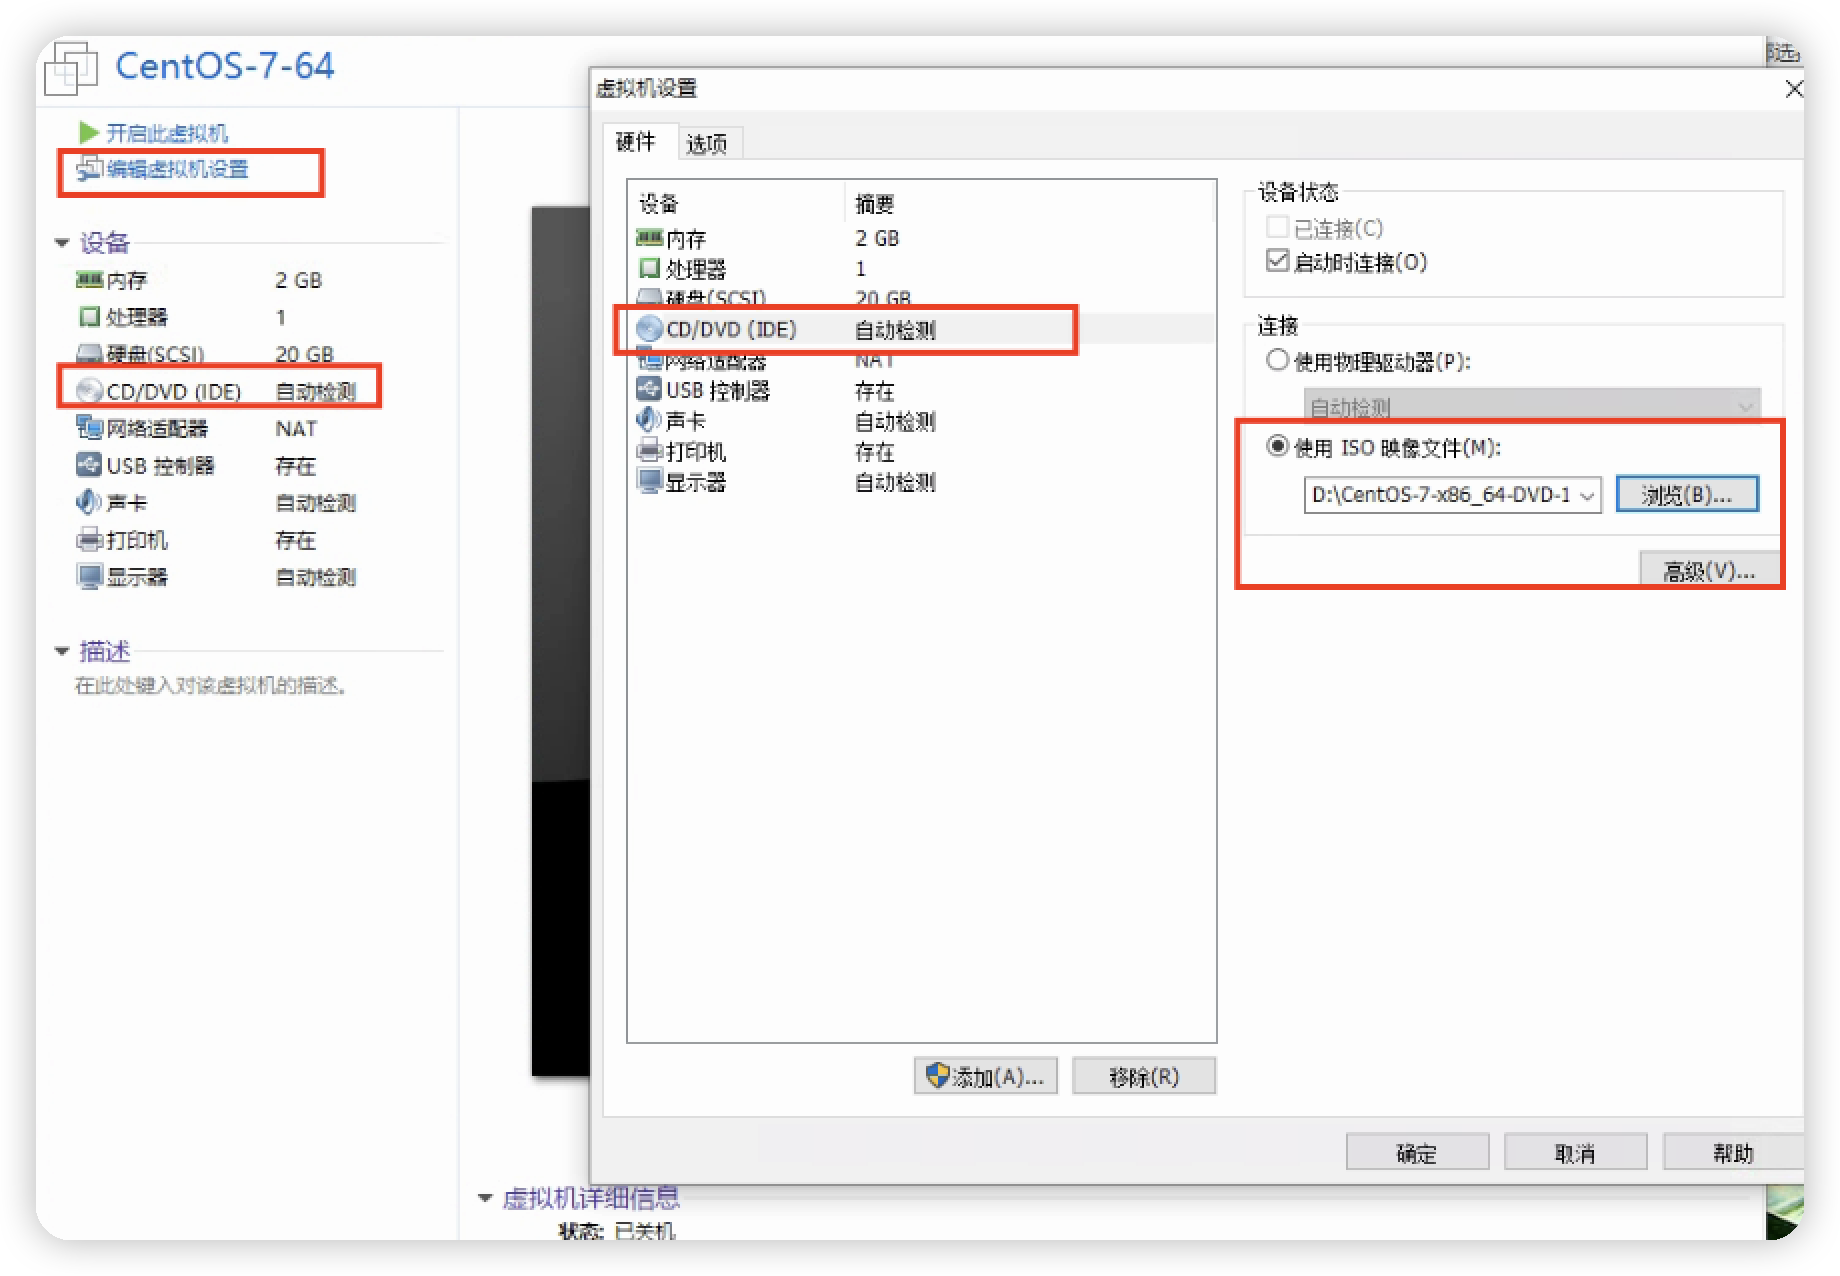 CentOS-7-64
开启此虚拟机
编辑虚拟机设置
设备
内存 2 GB
处理器 1
硬盘(SCSI) 20 GB
CD/DVD (IDE) 自动检测
网络适配器 NAT
USB 控制器 存在
声卡 自动检测
打印机 存在
显示器 自动检测
描述
在此处键入对该虚拟机的描述。
虚拟机设置
硬件 选项
设备 摘要
内存 2 GB
处理器 1
硬盘(SCSI) 20 GB
CD/DVD (IDE) 自动检测
网络适配器 NAT
USB 控制器 存在
声卡 自动检测
打印机 存在
显示器 自动检测
添加(A)... 移除(R)
设备状态
已连接(C)
启动时连接(O)
连接
使用物理驱动器(P):
自动检测
使用 ISO 映像文件(M):
D:\CentOS-7-x86_64-DVD-1 浏览(B)...
高级(V)...
确定 取消 帮助
虚拟机详细信息
状态: 已关机